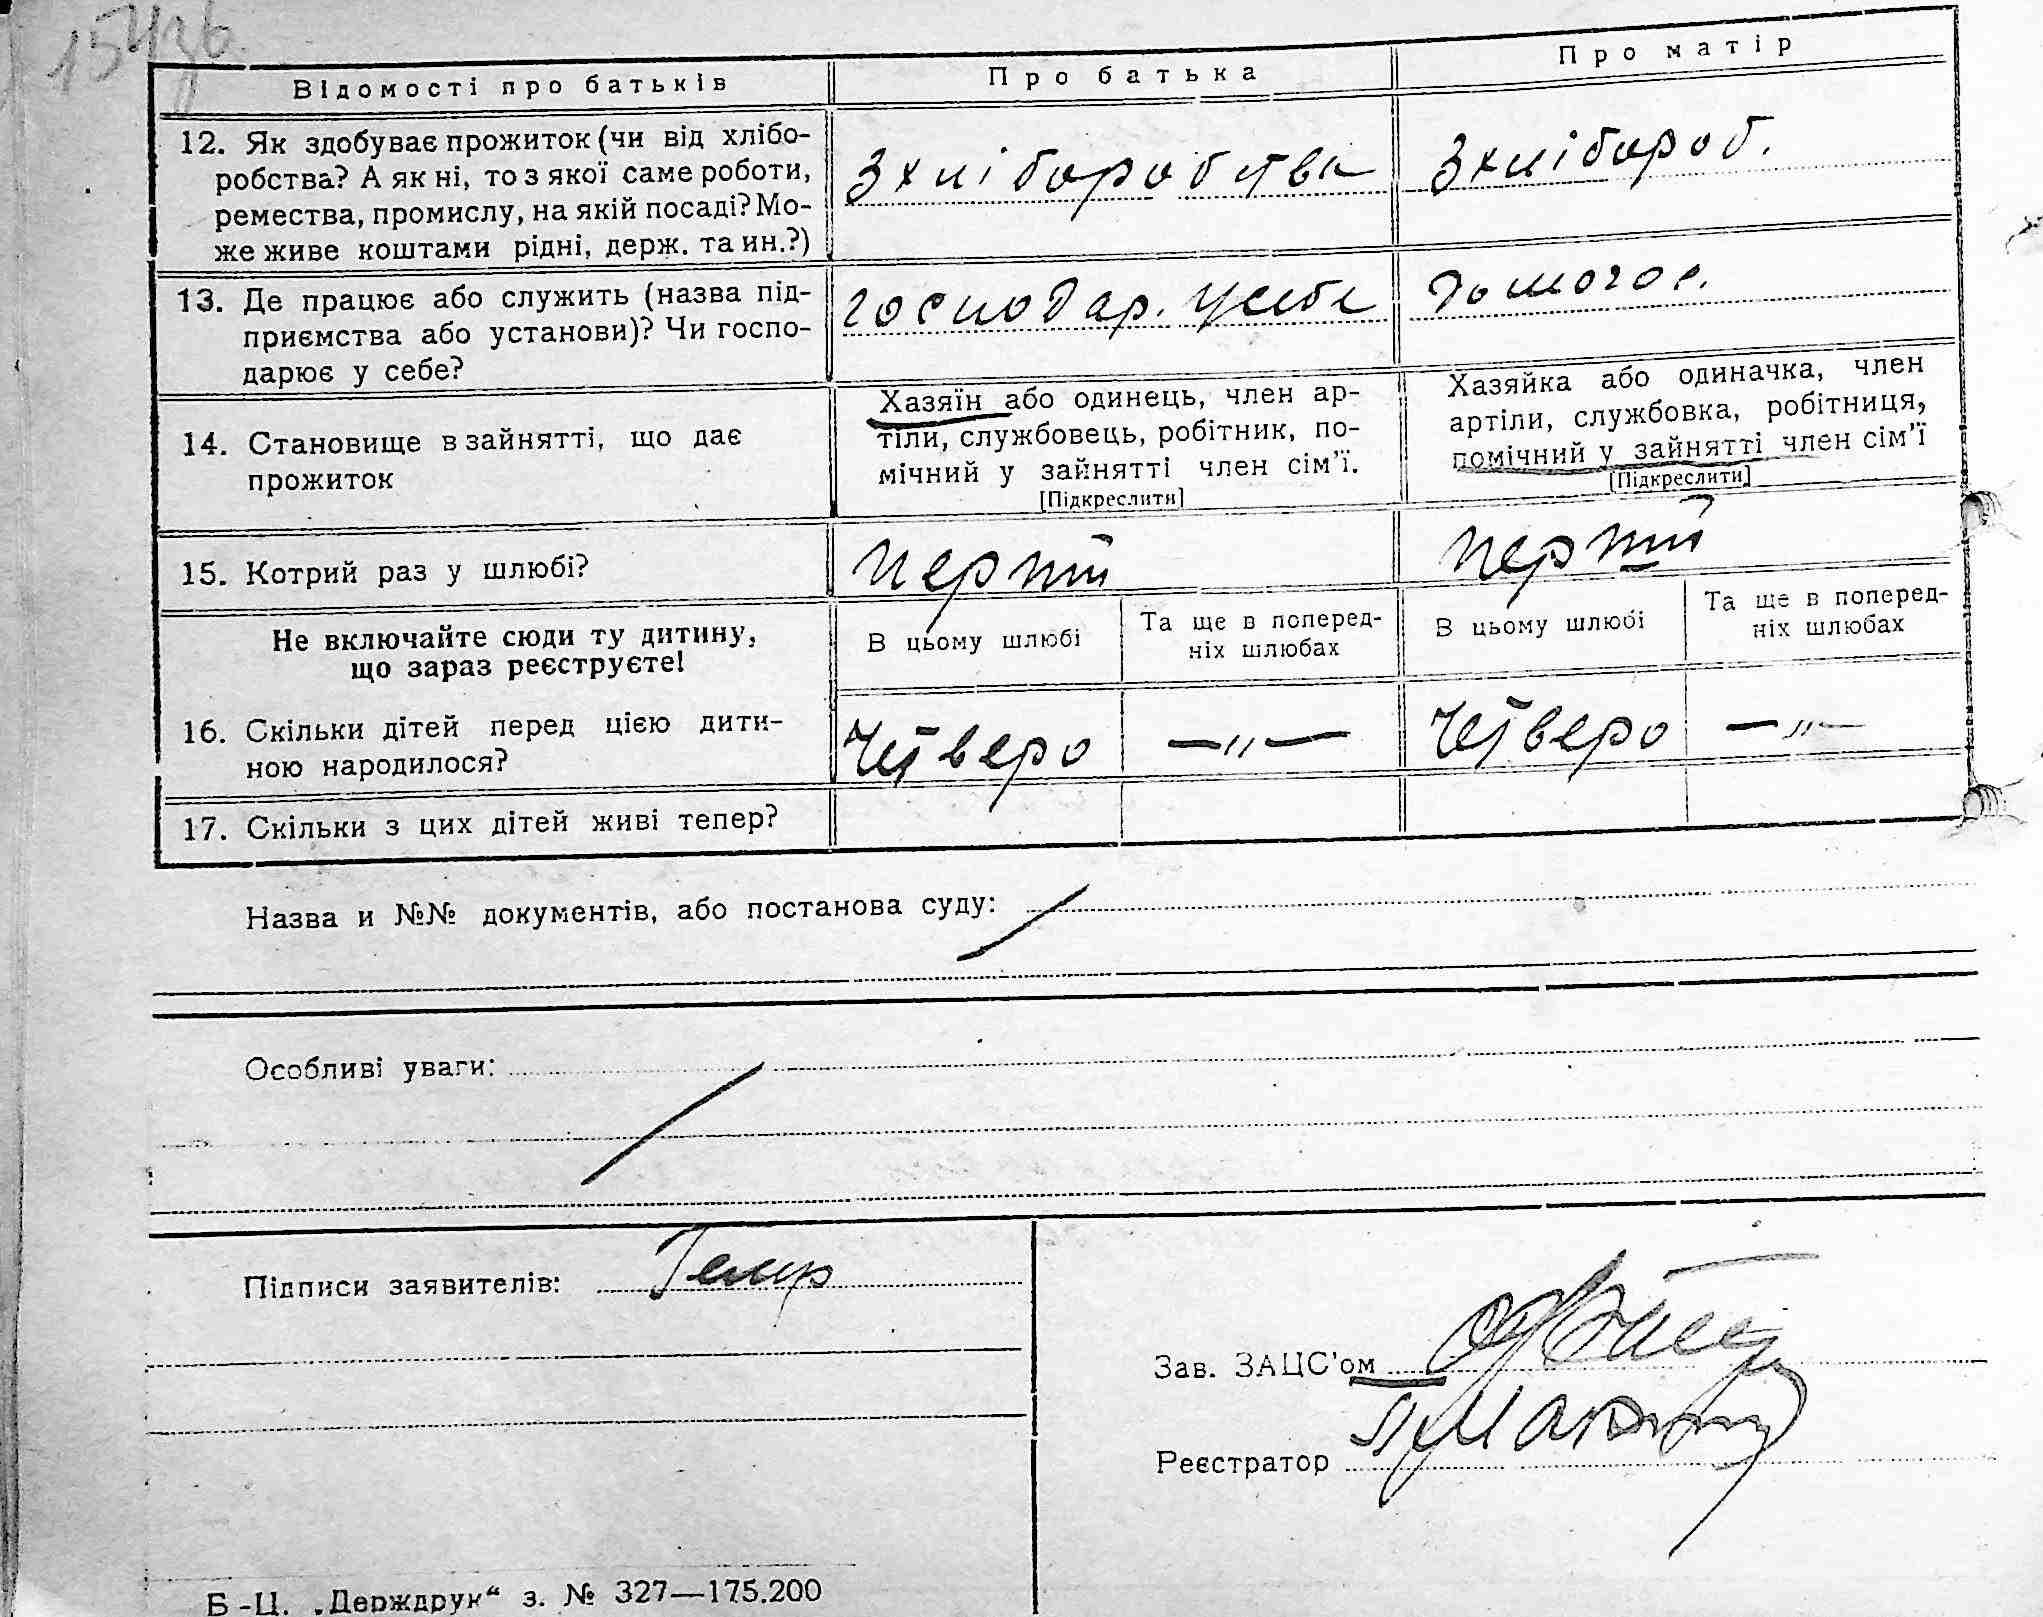 Відомості про батьків
Про батька
Про матір
12. Як здобуває прожиток (чи від хлібо-
робства? А як ні, то з якої саме роботи,
ремества, промислу, на якій посаді? Мо-
же живе коштами рідні, держ. та ин.?)
З хліборобства
З хлібороб.
13. Де працює або служить (назва під-
приємства або установи)? Чи госпо-
дарює у себе?
господар. у себе
домогос.
14. Становище в зайнятті, що дає
прожиток
Хазяїн або одинець, член ар-
тіли, службовець, робітник, по-
мічний у зайнятті член сім'ї.
[Підкреслити]
Хазяйка або одиначка, член
артіли, службовка, робітниця,
помічний у зайнятті член сім'ї
[Підкреслити]
15. Котрий раз у шлюбі?
Не включайте сюди ту дитину,
що зараз реєструєте!
В цьому шлюбі
Та ще в поперед-
ніх шлюбах
В цьому шлюбі
Та ще в поперед-
ніх шлюбах
16. Скільки дітей перед цією дити-
ною народилося?
Четверо
—"—
Четверо
—"—
17. Скільки з цих дітей живі тепер?
Назва и №№ документів, або постанова суду:
Особливі уваги:
Підписи заявителів:
Зав. ЗАЦС'ом
Реєстратор
Б-Ц. „Держдрук“ з. № 327—175.200